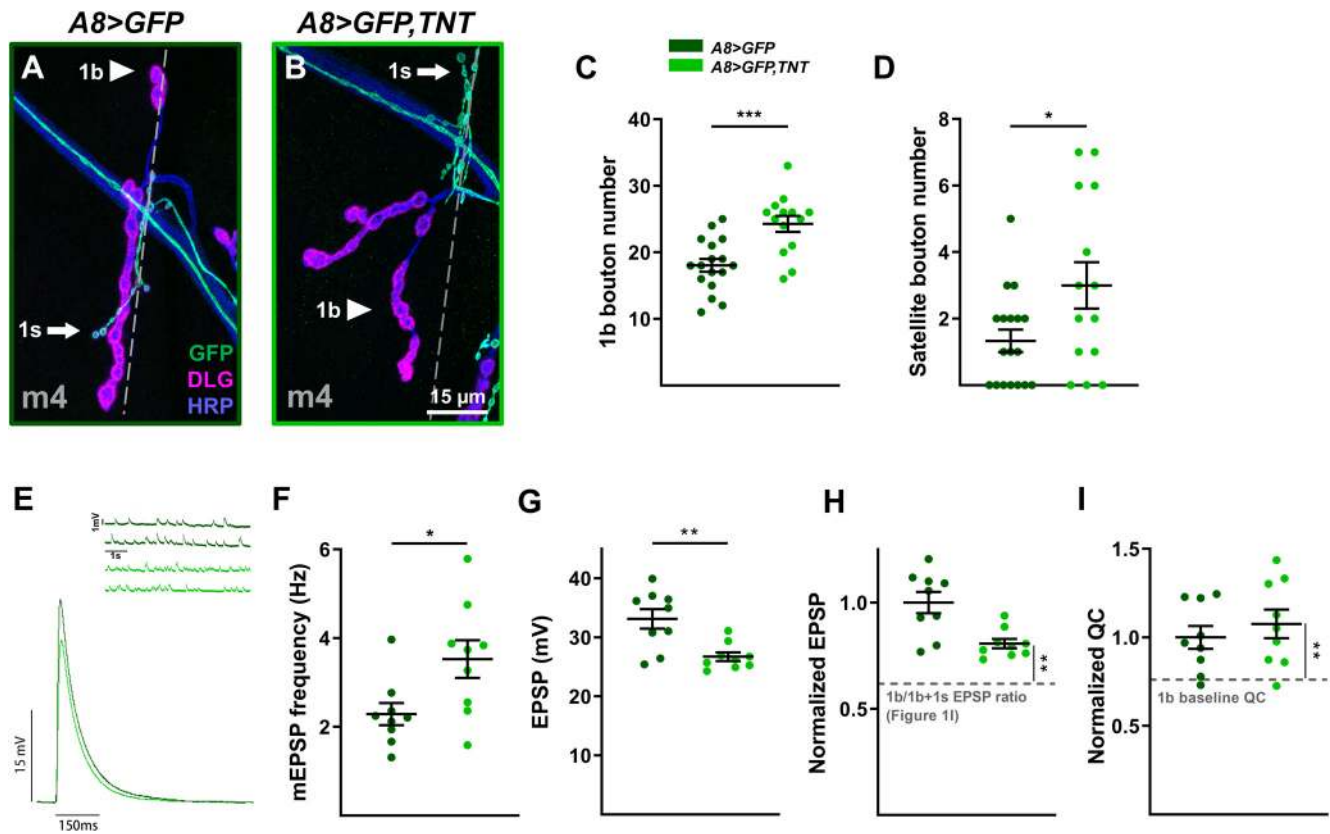 A8>GFP
A8>GFP,TNT
A
1b
1s
m4
GFP
DLG
HRP
B
1s
1b
m4
15 µm
A8>GFP
A8>GFP,TNT
C
***
1b bouton number
40
30
20
10
D
*
Satellite bouton number
8
6
4
2
E
1mV
1s
15 mV
150ms
F
*
mEPSP frequency (Hz)
6
4
2
G
**
EPSP (mV)
40
30
20
10
H
Normalized EPSP
1.0
0.5
**
1b/1b+1s EPSP ratio
(Figure 1I)
I
Normalized QC
1.5
1.0
0.5
**
1b baseline QC